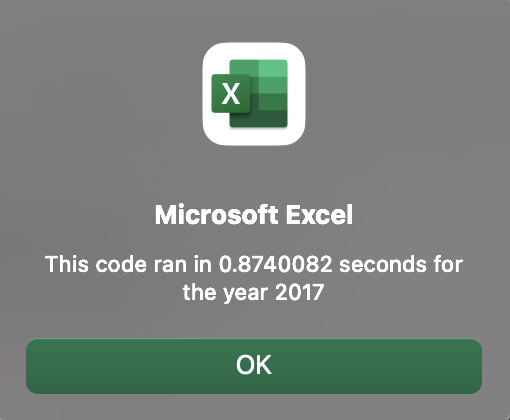 X
Microsoft Excel
This code ran in 0.8740082 seconds for
the year 2017
OK